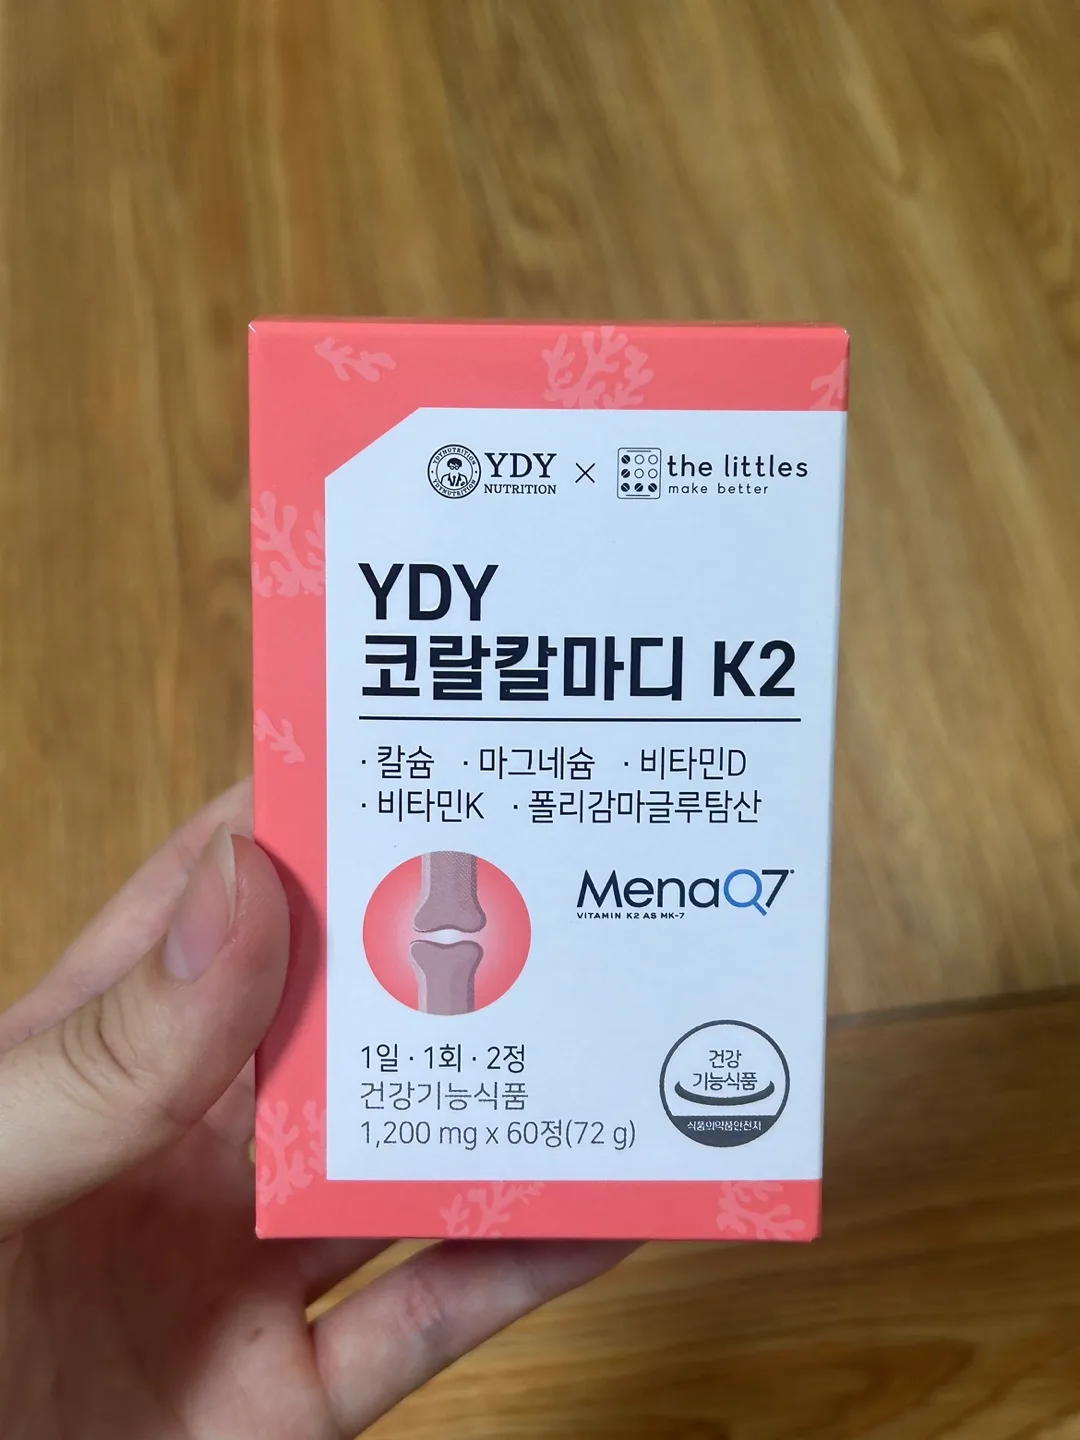 YDY NUTRITION × the littles make better
YDY
코랄칼마디 K2
· 칼슘 · 마그네슘 · 비타민D
· 비타민K · 폴리감마글루탐산
MenaQ7
VITAMIN K2 AS MK-7
1일 · 1회 · 2정
건강기능식품
1,200 mg x 60정(72 g)
건강
기능식품
식품의약품안전처